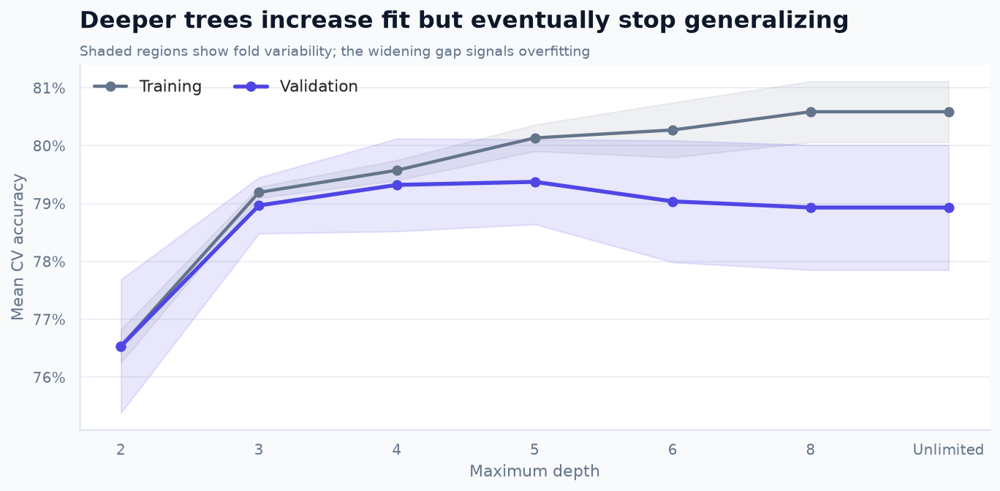 Deeper trees increase fit but eventually stop generalizing
Shaded regions show fold variability; the widening gap signals overfitting
Training
Validation
81%
80%
79%
78%
77%
76%
Mean CV accuracy
2 3 4 5 6 8 Unlimited
Maximum depth